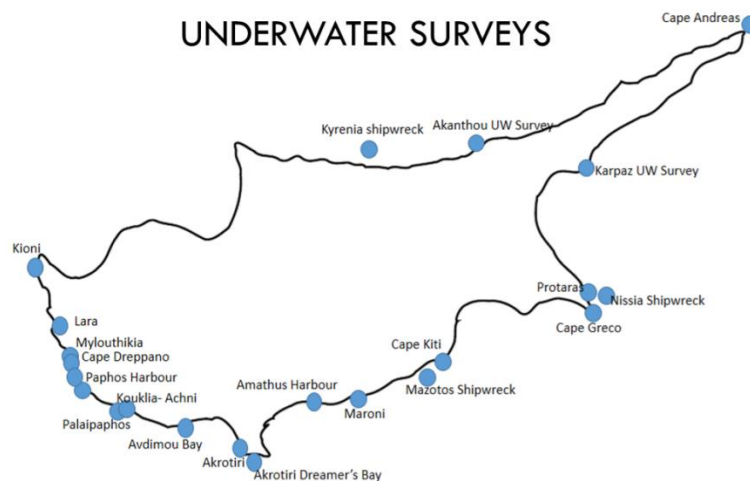 UNDERWATER SURVEYS
Cape Andreas
Kyrenia shipwreck
Akanthou UW Survey
Karpaz UW Survey
Kioni
Protaras
Nissia Shipwreck
Cape Greco
Lara
Mylouthikia
Cape Dreppano
Cape Kiti
Paphos Harbour
Mazotos Shipwreck
Amathus Harbour
Kouklia- Achni
Maroni
Palaipaphos
Avdimou Bay
Akrotiri
Akrotiri Dreamer's Bay